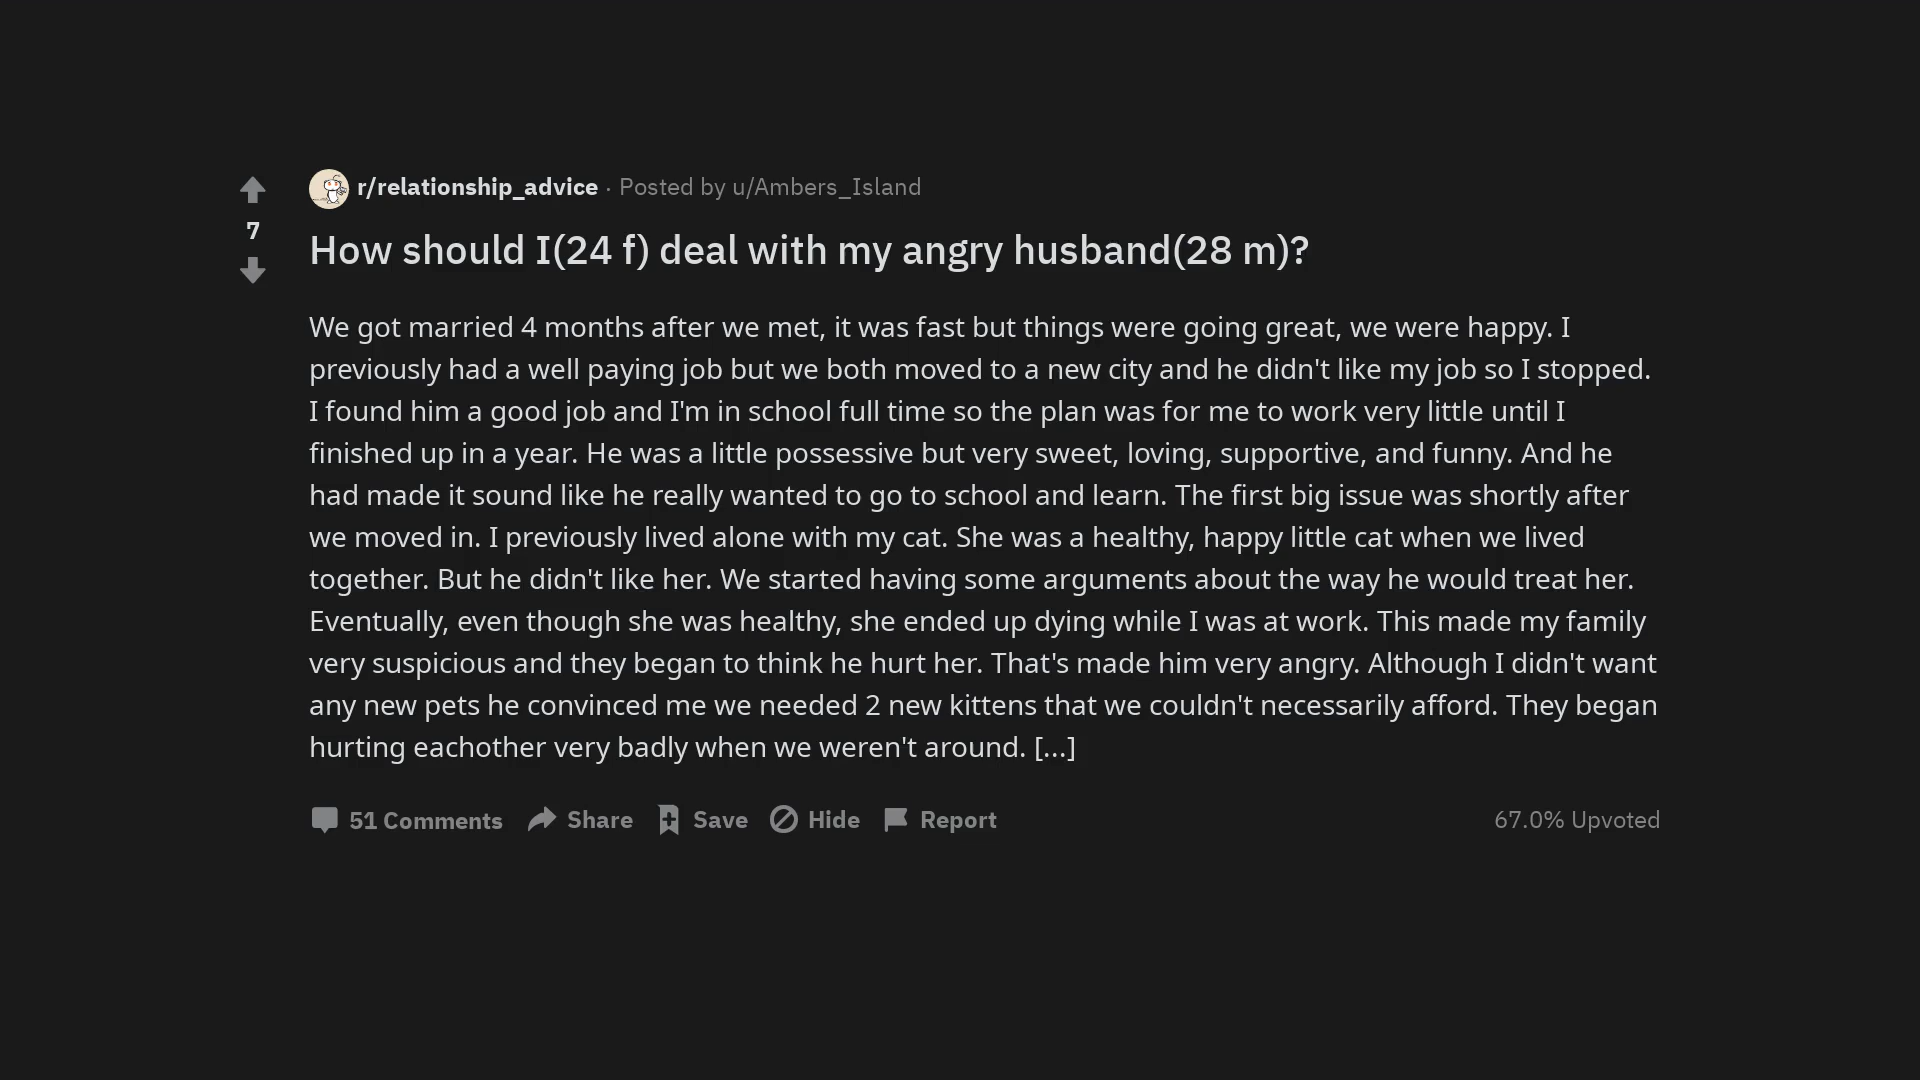 r/relationship_advice · Posted by u/Ambers_Island
7
How should I(24 f) deal with my angry husband(28 m)?
We got married 4 months after we met, it was fast but things were going great, we were happy. I
previously had a well paying job but we both moved to a new city and he didn't like my job so I stopped.
I found him a good job and I'm in school full time so the plan was for me to work very little until I
finished up in a year. He was a little possessive but very sweet, loving, supportive, and funny. And he
had made it sound like he really wanted to go to school and learn. The first big issue was shortly after
we moved in. I previously lived alone with my cat. She was a healthy, happy little cat when we lived
together. But he didn't like her. We started having some arguments about the way he would treat her.
Eventually, even though she was healthy, she ended up dying while I was at work. This made my family
very suspicious and they began to think he hurt her. That's made him very angry. Although I didn't want
any new pets he convinced me we needed 2 new kittens that we couldn't necessarily afford. They began
hurting eachother very badly when we weren't around. [...]
51 Comments Share Save Hide Report 67.0% Upvoted